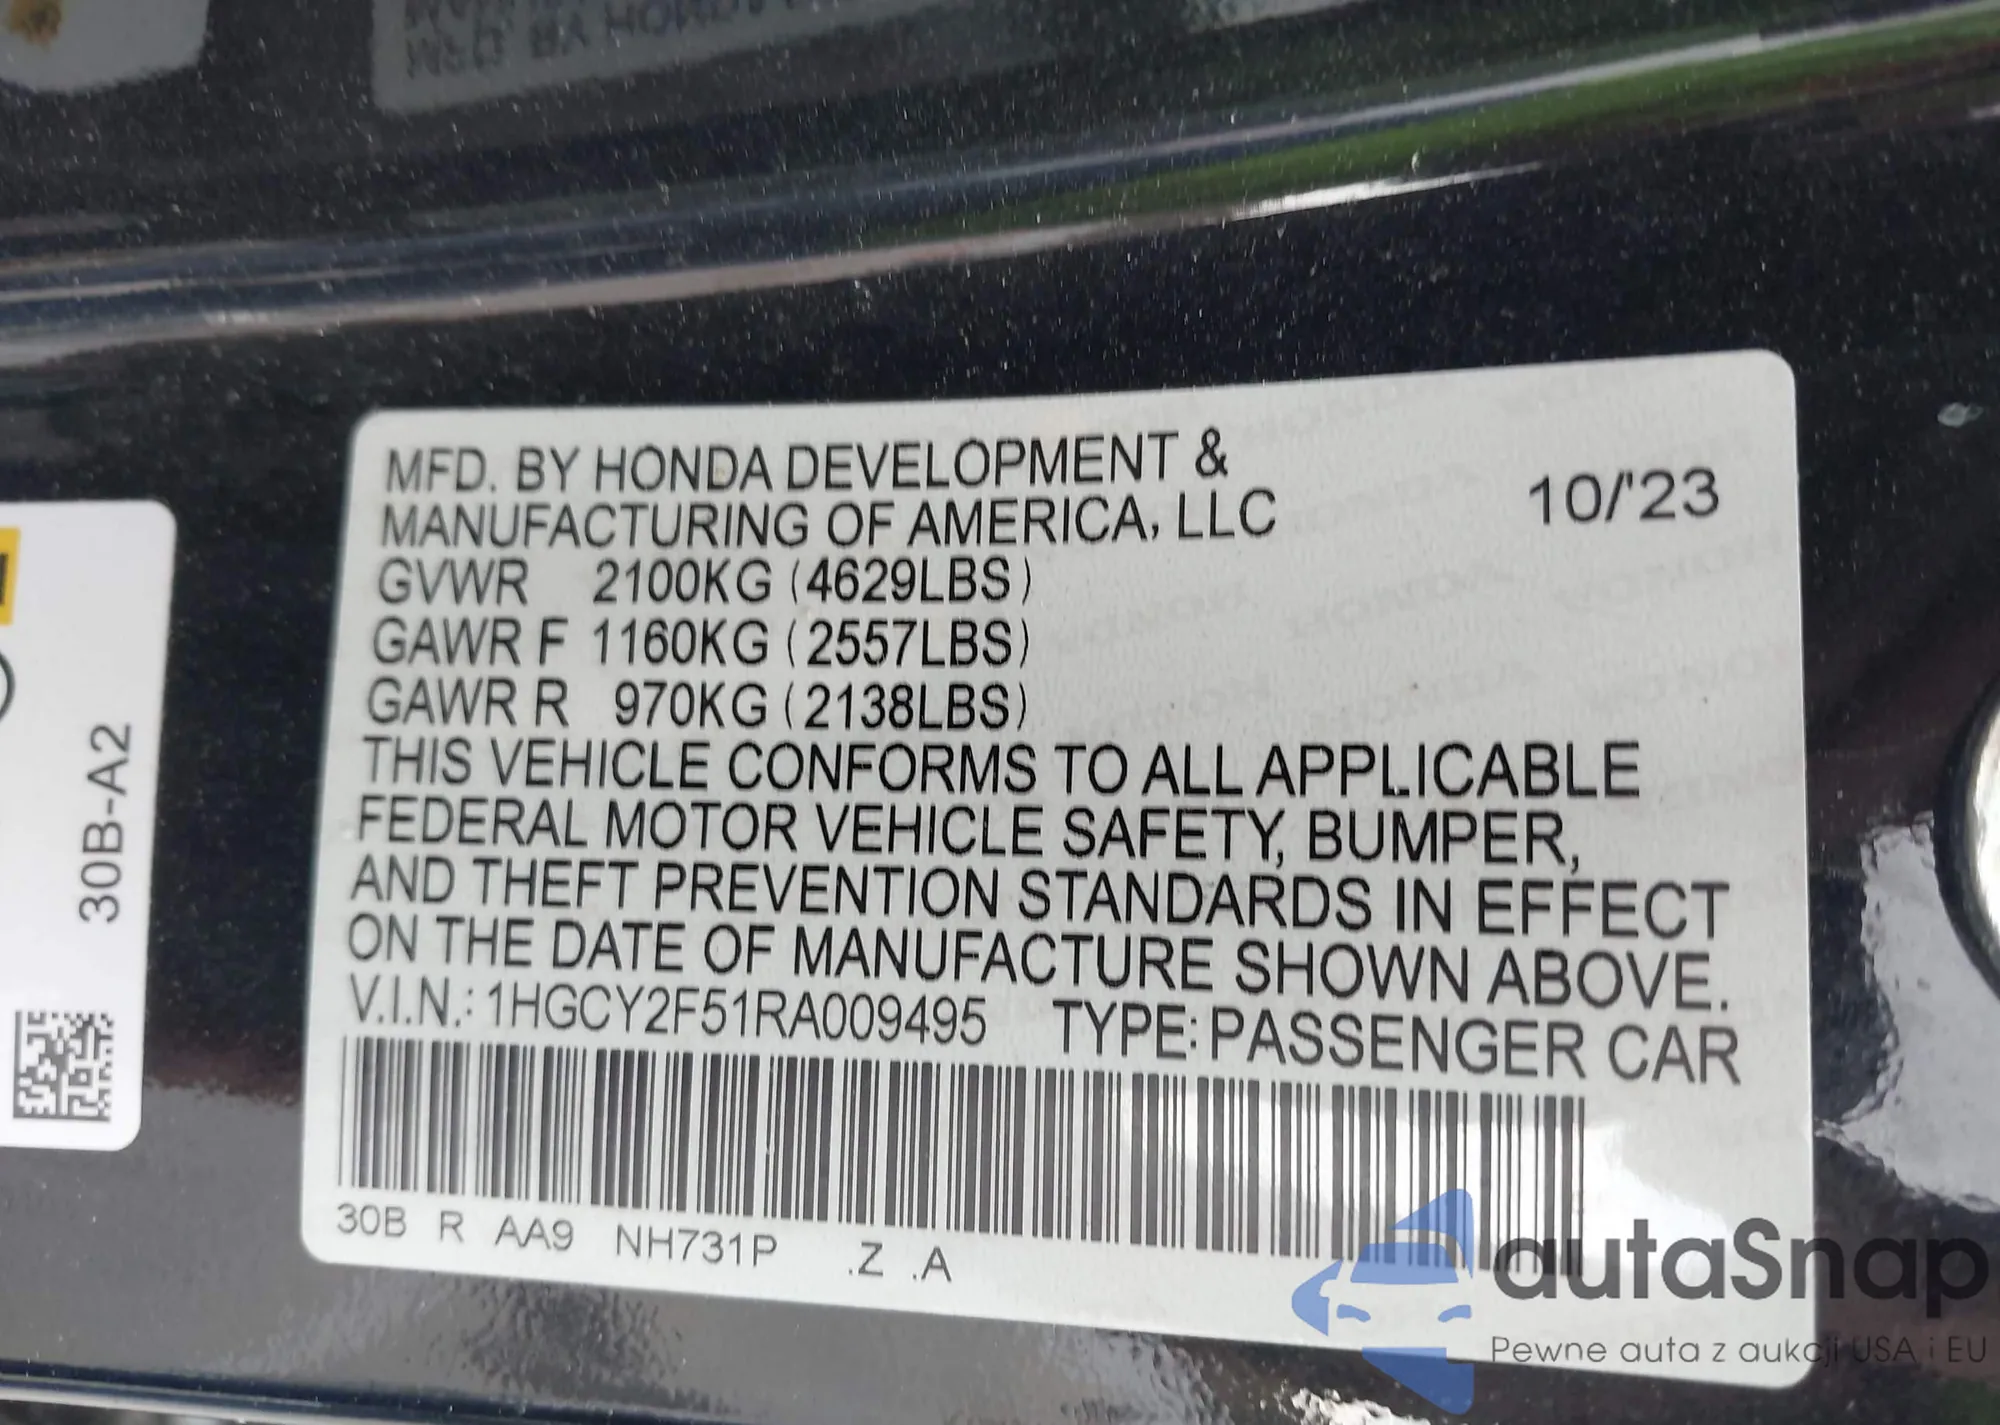 MFD. BY HONDA DEVELOPMENT &
MANUFACTURING OF AMERICA, LLC 10/'23
GVWR 2100KG (4629LBS)
GAWR F 1160KG (2557LBS)
GAWR R 970KG (2138LBS)
THIS VEHICLE CONFORMS TO ALL APPLICABLE
FEDERAL MOTOR VEHICLE SAFETY, BUMPER,
AND THEFT PREVENTION STANDARDS IN EFFECT
ON THE DATE OF MANUFACTURE SHOWN ABOVE.
V.I.N.: 1HGCY2F51RA009495 TYPE: PASSENGER CAR
30B R AA9 NH731P .Z .A
30B-A2
autaSnap
Pewne auta z aukcji USA i EU